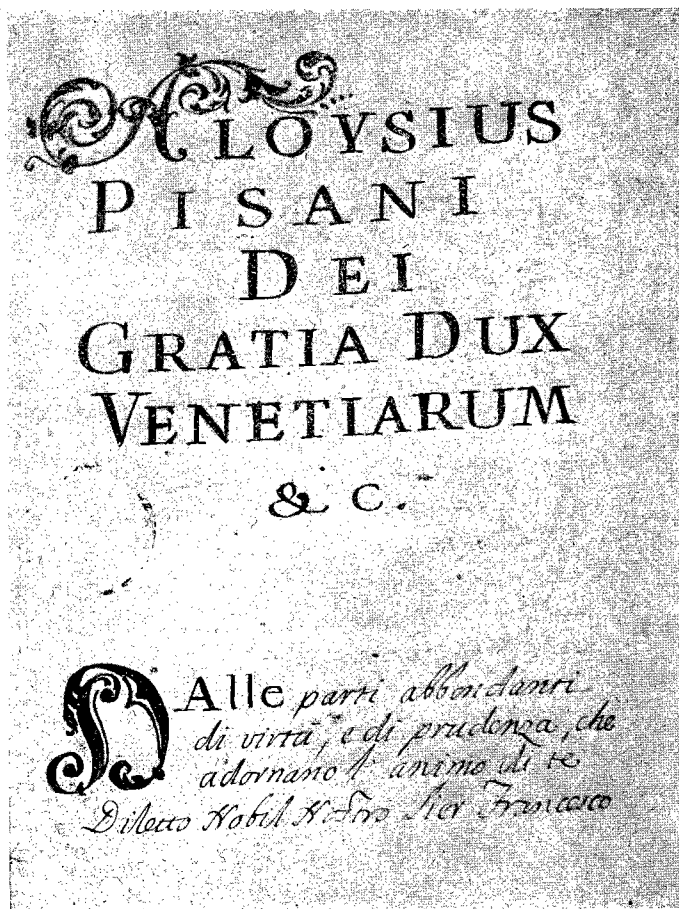 ALOYSIUS
PISANI
DEI
GRATIA DUX
VENETIARUM
& C.
DAlle parti abbondanti
di virtù, e di prudenza, che
adornano l' animo di te
Diletto Nobil Nostro Sier Francesco